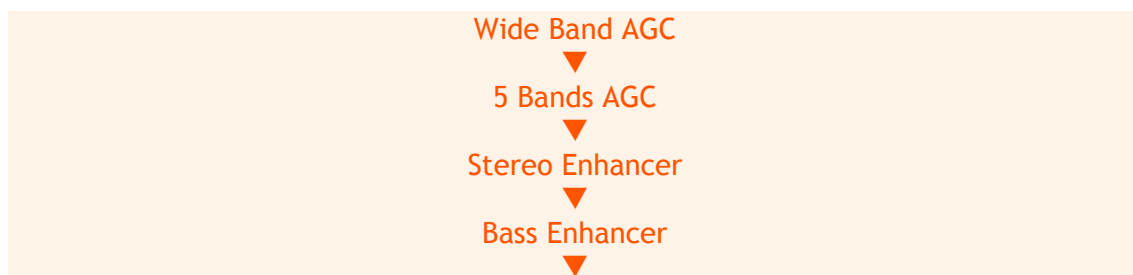 Wide Band AGC
5 Bands AGC
Stereo Enhancer
Bass Enhancer